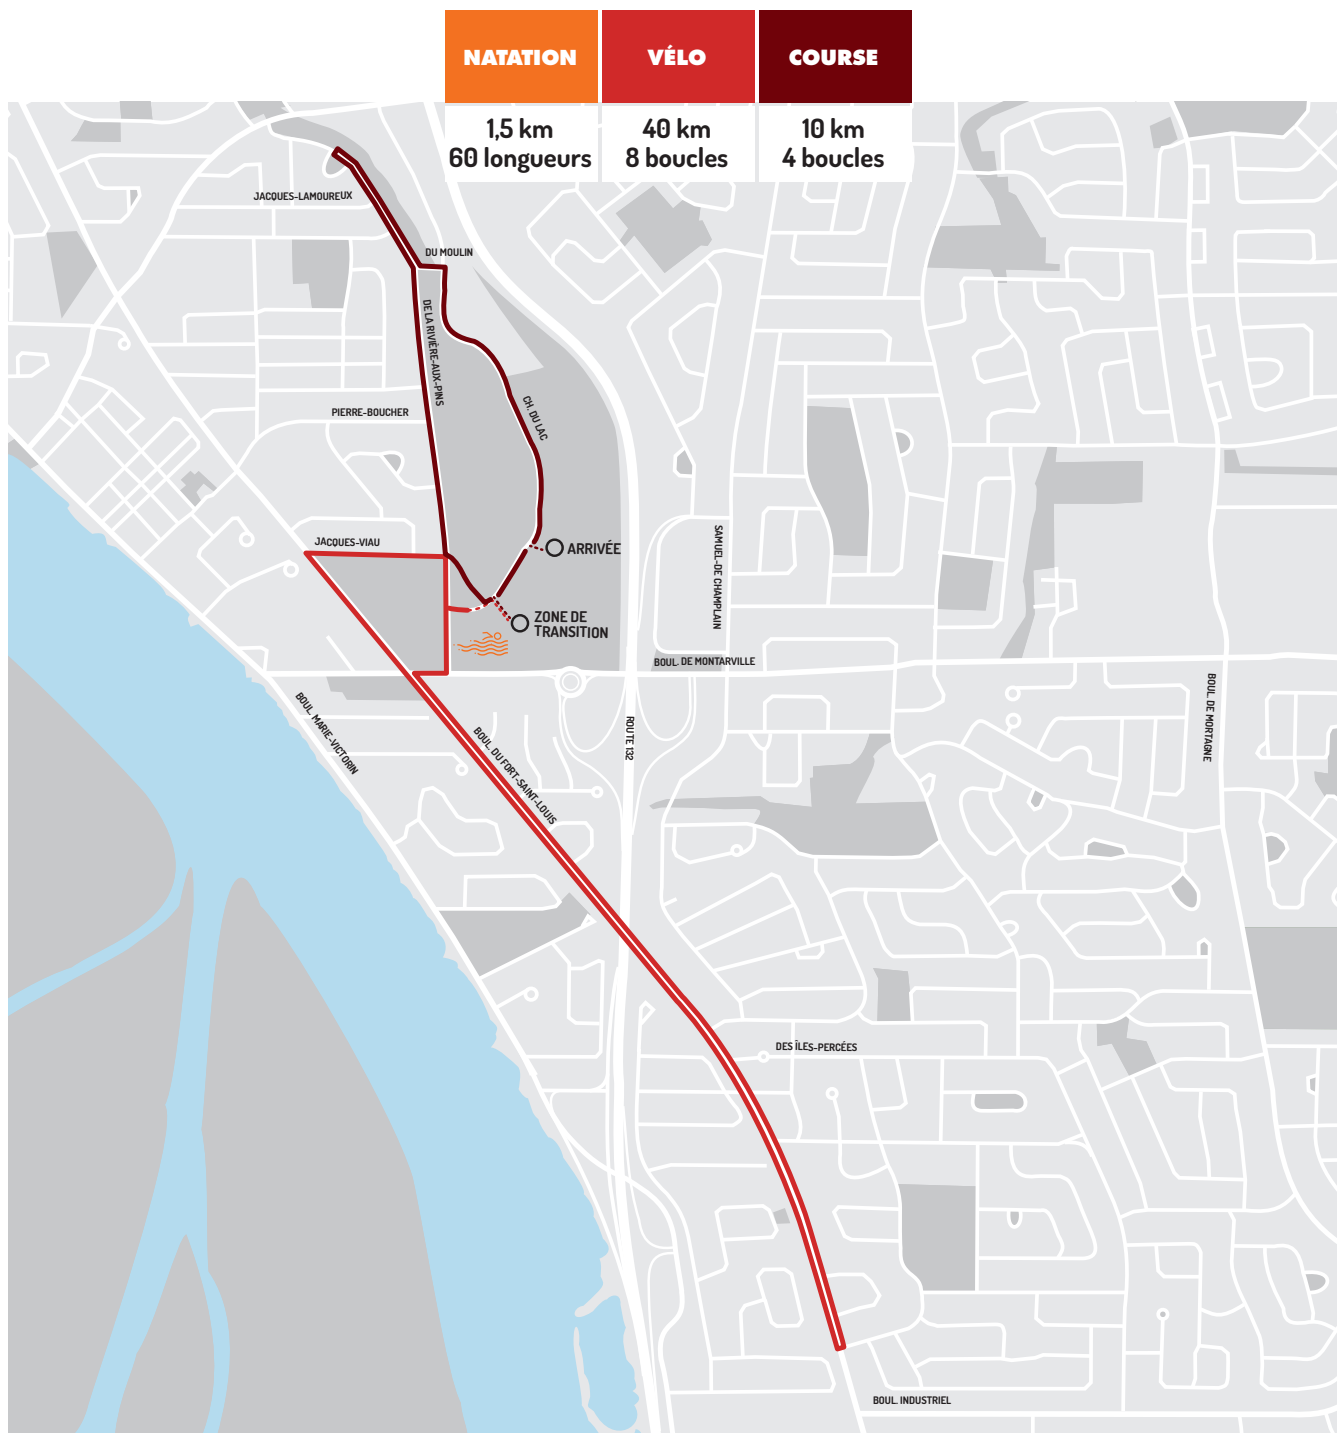 NATATION
VÉLO
COURSE
1,5 km
60 longueurs
40 km
8 boucles
10 km
4 boucles
JACQUES-LAMOUREUX
DU MOULIN
DE LA RIVIÈRE-AUX-PINS
CH. DU LAC
PIERRE-BOUCHER
JACQUES-VIAU
ARRIVÉE
SAMUEL-DE CHAMPLAIN
ZONE DE
TRANSITION
BOUL. DE MONTARVILLE
BOUL. MARIE-VICTORIN
BOUL. DU FORT-SAINT-LOUIS
ROUTE 132
BOUL. DE MORTAGNE
DES ÎLES-PERCÉES
BOUL. INDUSTRIEL